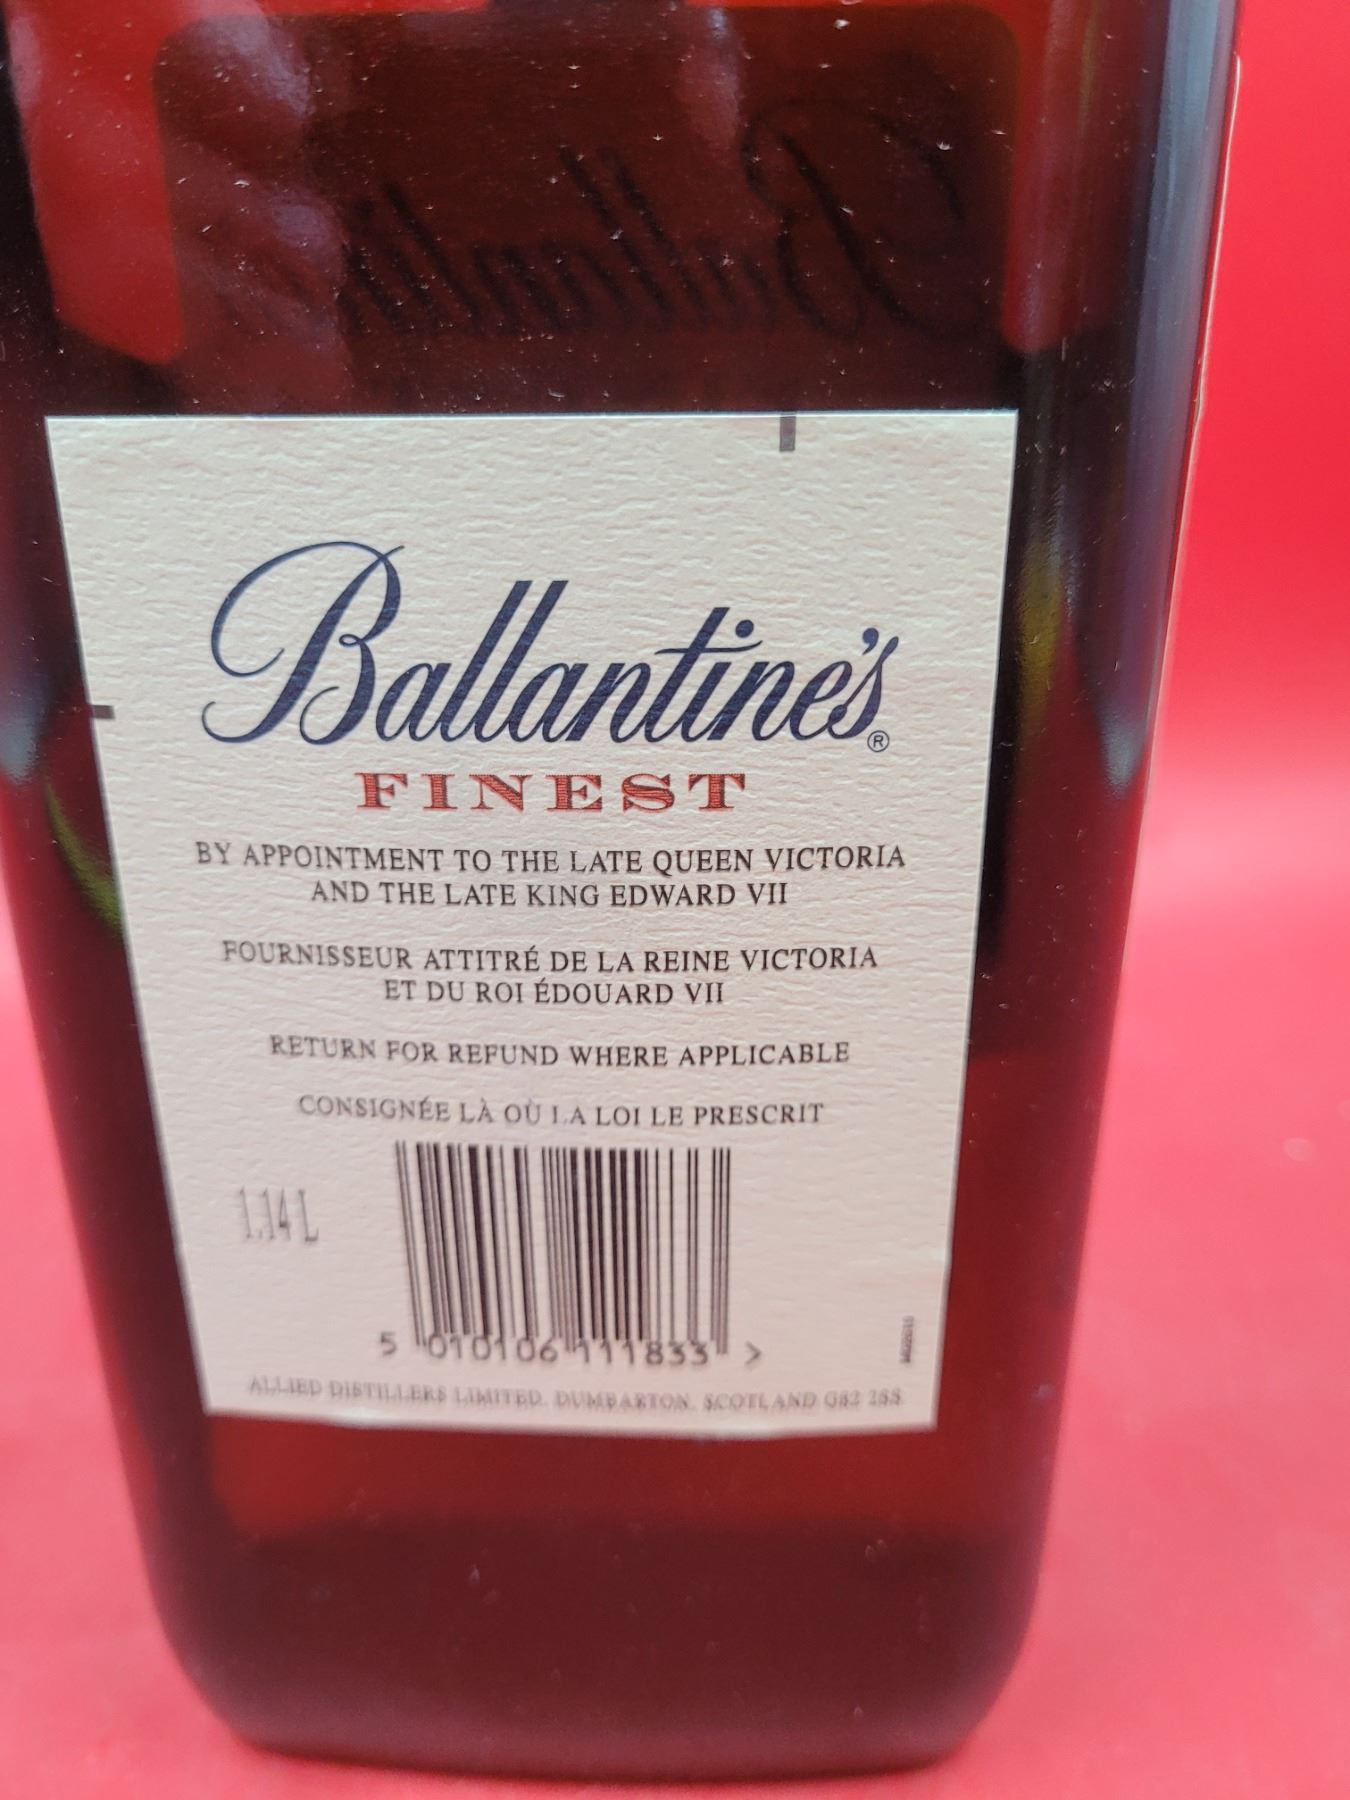 Ballantine's®
FINEST
BY APPOINTMENT TO THE LATE QUEEN VICTORIA
AND THE LATE KING EDWARD VII
FOURNISSEUR ATTITRÉ DE LA REINE VICTORIA
ET DU ROI ÉDOUARD VII
RETURN FOR REFUND WHERE APPLICABLE
CONSIGNÉE LÀ OÙ LA LOI LE PRESCRIT
1.14 L
5 010106 111833 >
ALLIED DISTILLERS LIMITED. DUMBARTON. SCOTLAND G82 2SS